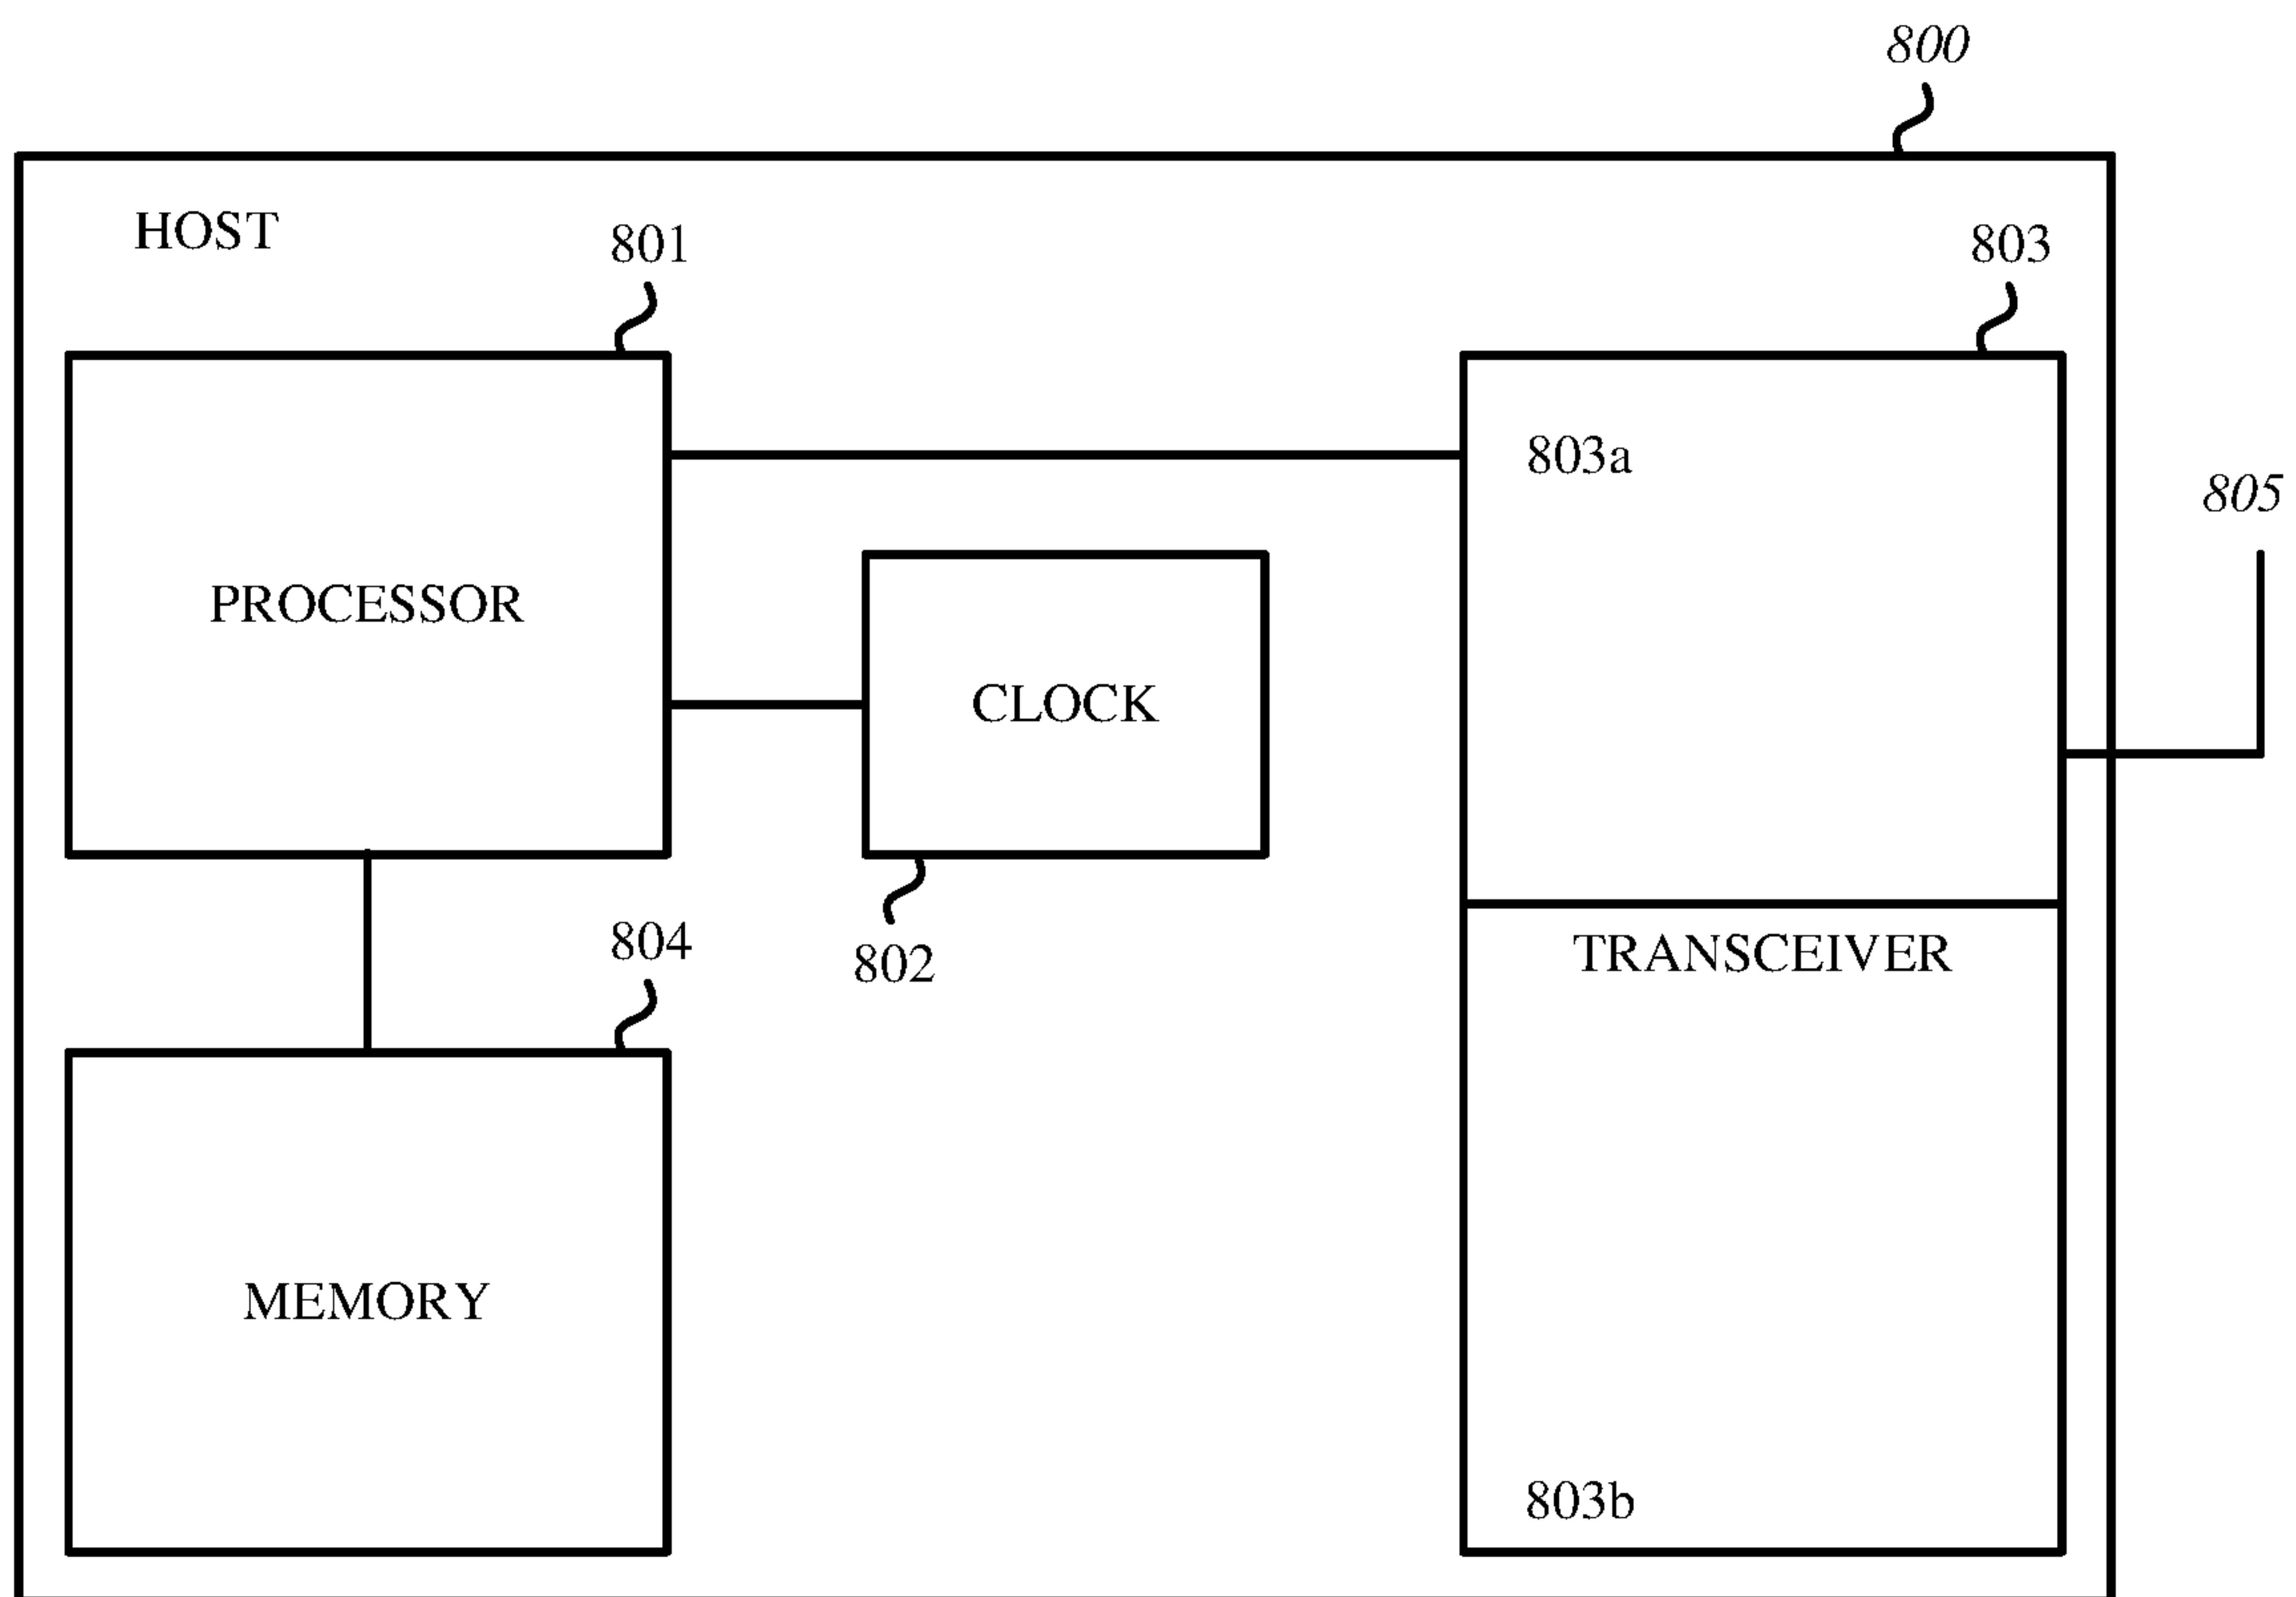 800
HOST
801
803
803a
805
PROCESSOR
CLOCK
804
802
TRANSCEIVER
MEMORY
803b